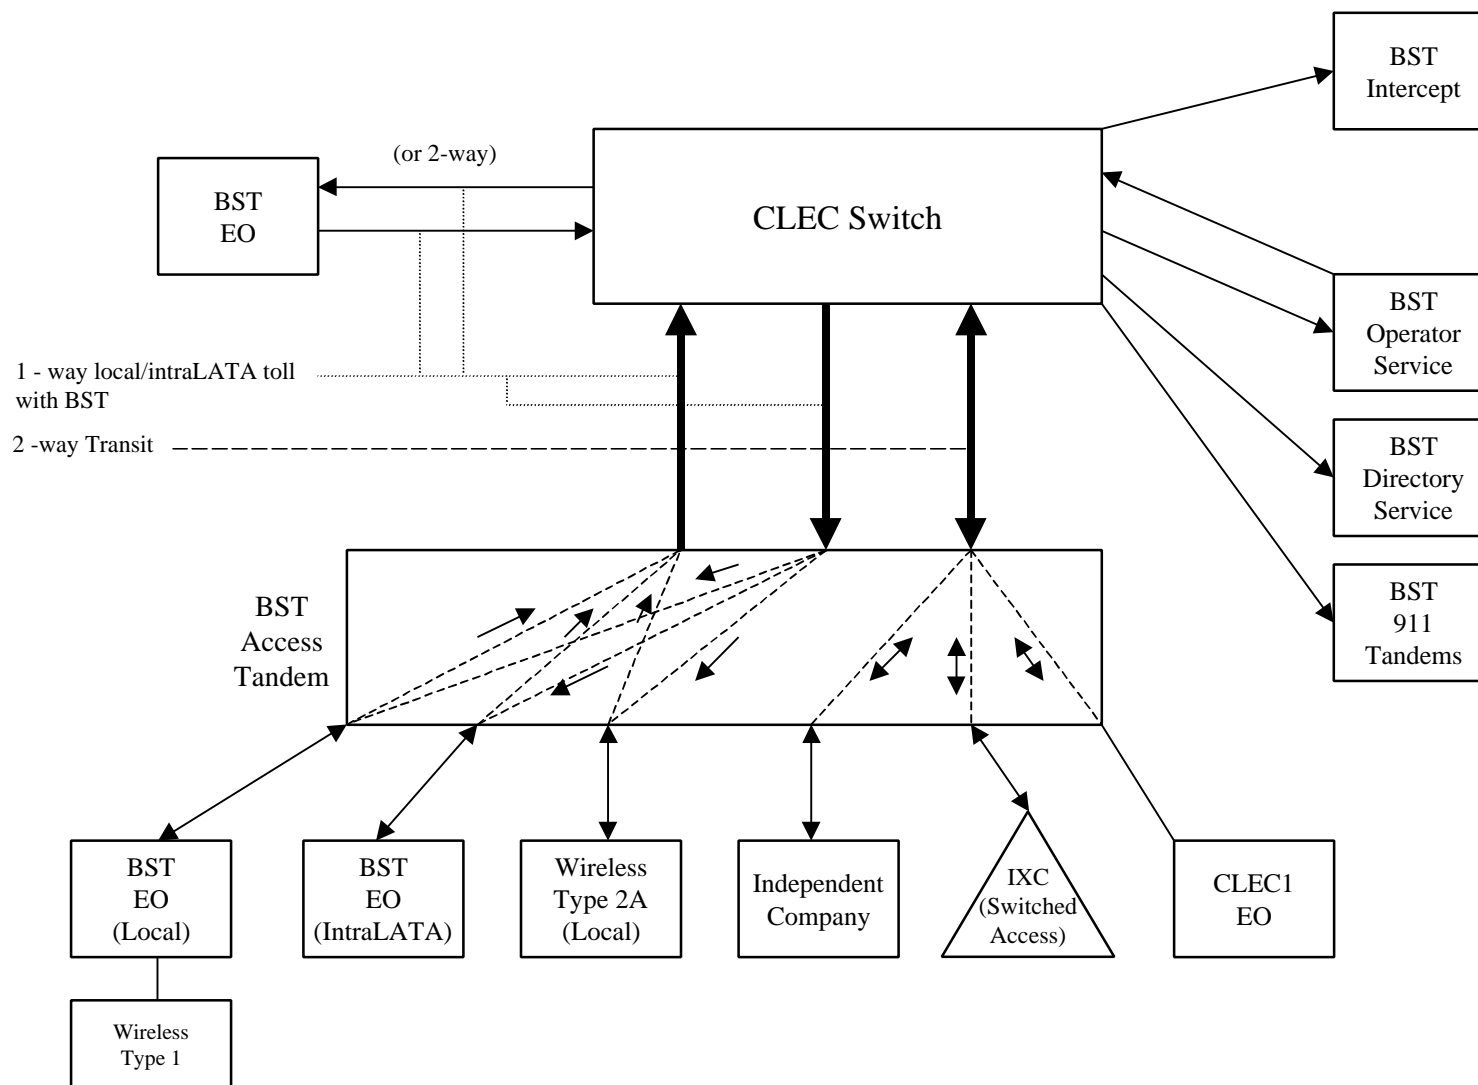 BST
Intercept
(or 2-way)
BST
EO
CLEC Switch
BST
Operator
Service
1 - way local/intraLATA toll
with BST
2 -way Transit
BST
Directory
Service
BST
911
Tandems
BST
Access
Tandem
BST
EO
(Local)
BST
EO
(IntraLATA)
Wireless
Type 2A
(Local)
Independent
Company
IXC
(Switched
Access)
CLEC1
EO
Wireless
Type 1